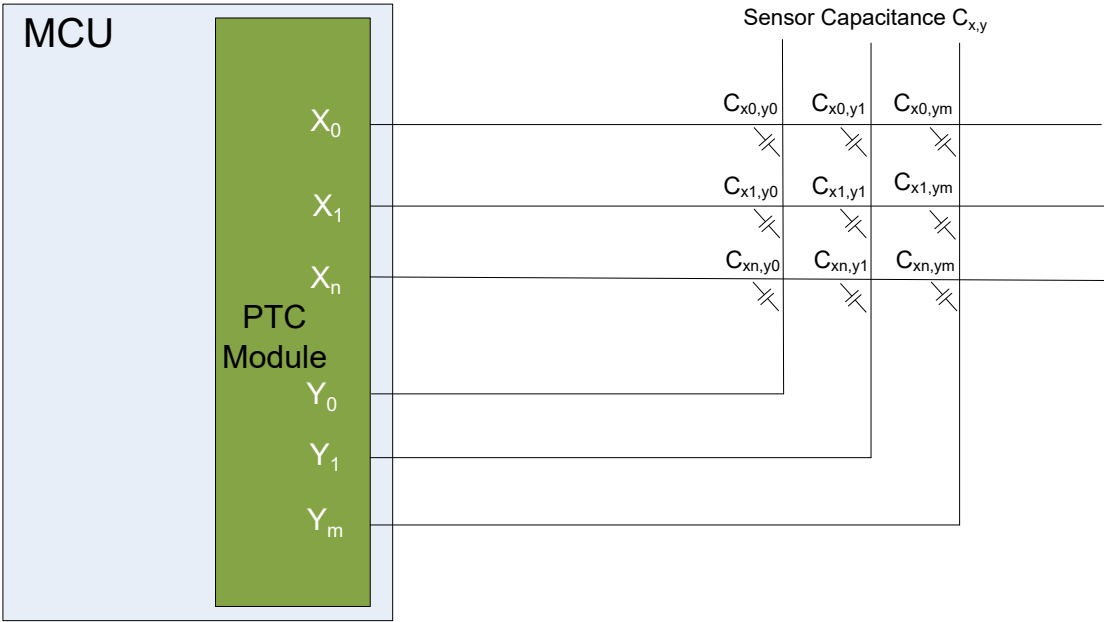 MCU
Sensor Capacitance Cx,y
X0
Cx0,y0 Cx0,y1 Cx0,ym
X1
Cx1,y0 Cx1,y1 Cx1,ym
Xn
Cxn,y0 Cxn,y1 Cxn,ym
PTC
Module
Y0
Y1
Ym